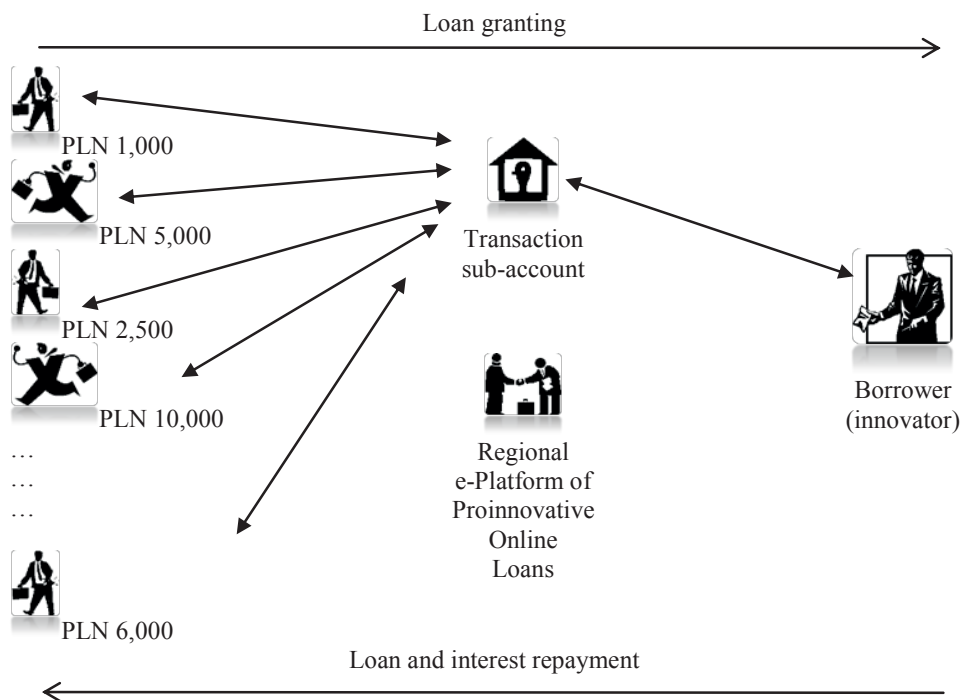 Loan granting
PLN 1,000
PLN 5,000
PLN 2,500
PLN 10,000
…
…
…
PLN 6,000
Transaction
sub-account
Regional
e-Platform of
Proinnovative
Online
Loans
Borrower
(innovator)
Loan and interest repayment